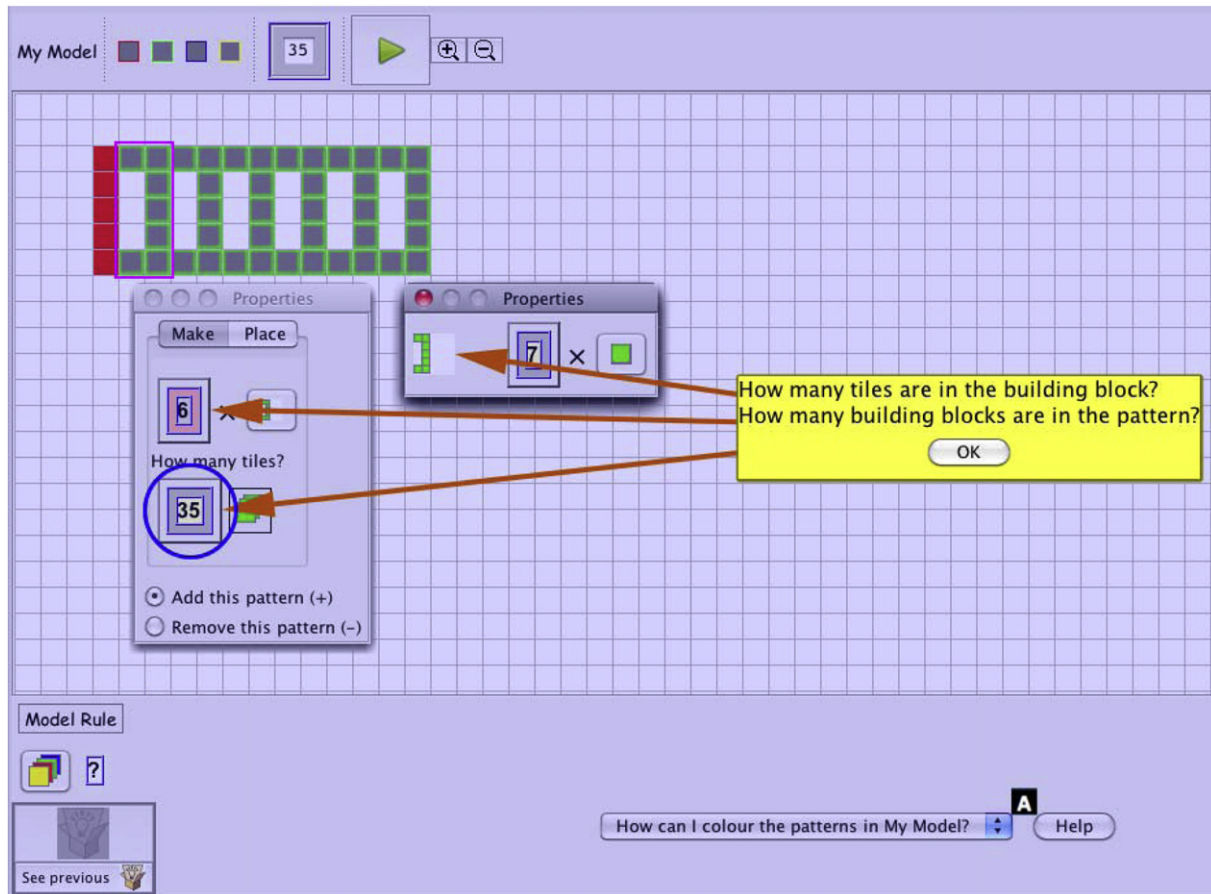 My Model
35
Properties
Properties
Make Place
7 ×
How many tiles are in the building block?
How many building blocks are in the pattern?
OK
6 ×
How many tiles?
35
Add this pattern (+)
Remove this pattern (-)
Model Rule
?
A
How can I colour the patterns in My Model?
Help
See previous